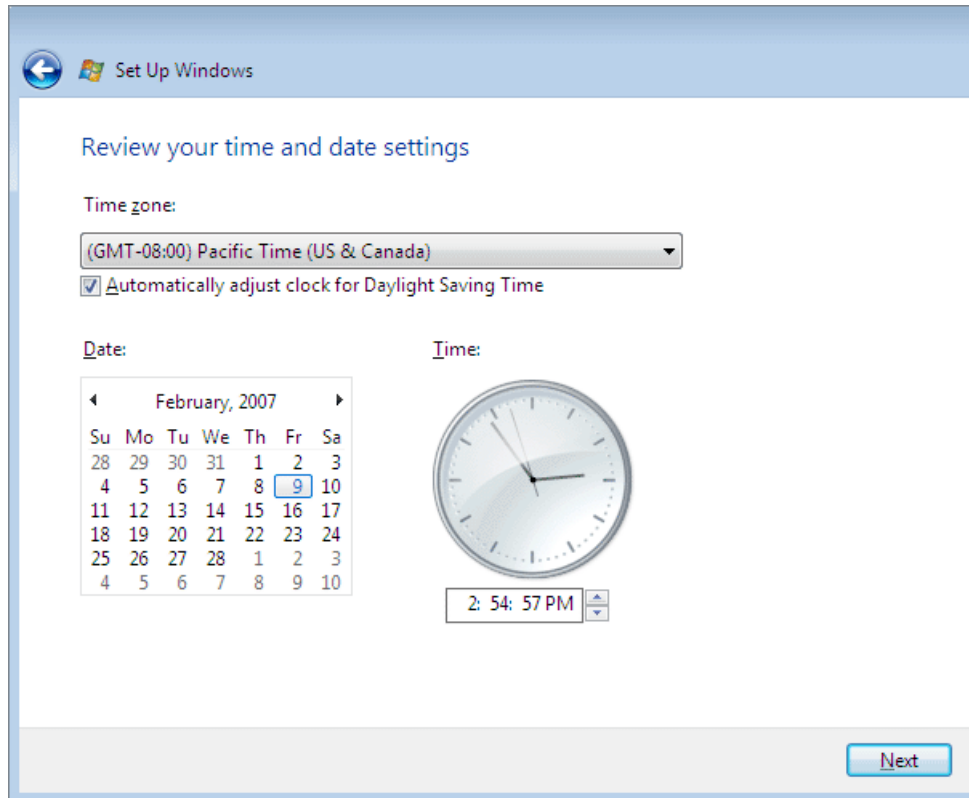 Set Up Windows
Review your time and date settings
Time zone:
(GMT-08:00) Pacific Time (US & Canada)
Automatically adjust clock for Daylight Saving Time
Date:
February, 2007
Su Mo Tu We Th Fr Sa
28 29 30 31 1 2 3
4 5 6 7 8 9 10
11 12 13 14 15 16 17
18 19 20 21 22 23 24
25 26 27 28 1 2 3
4 5 6 7 8 9 10
Time:
2: 54: 57 PM
Next